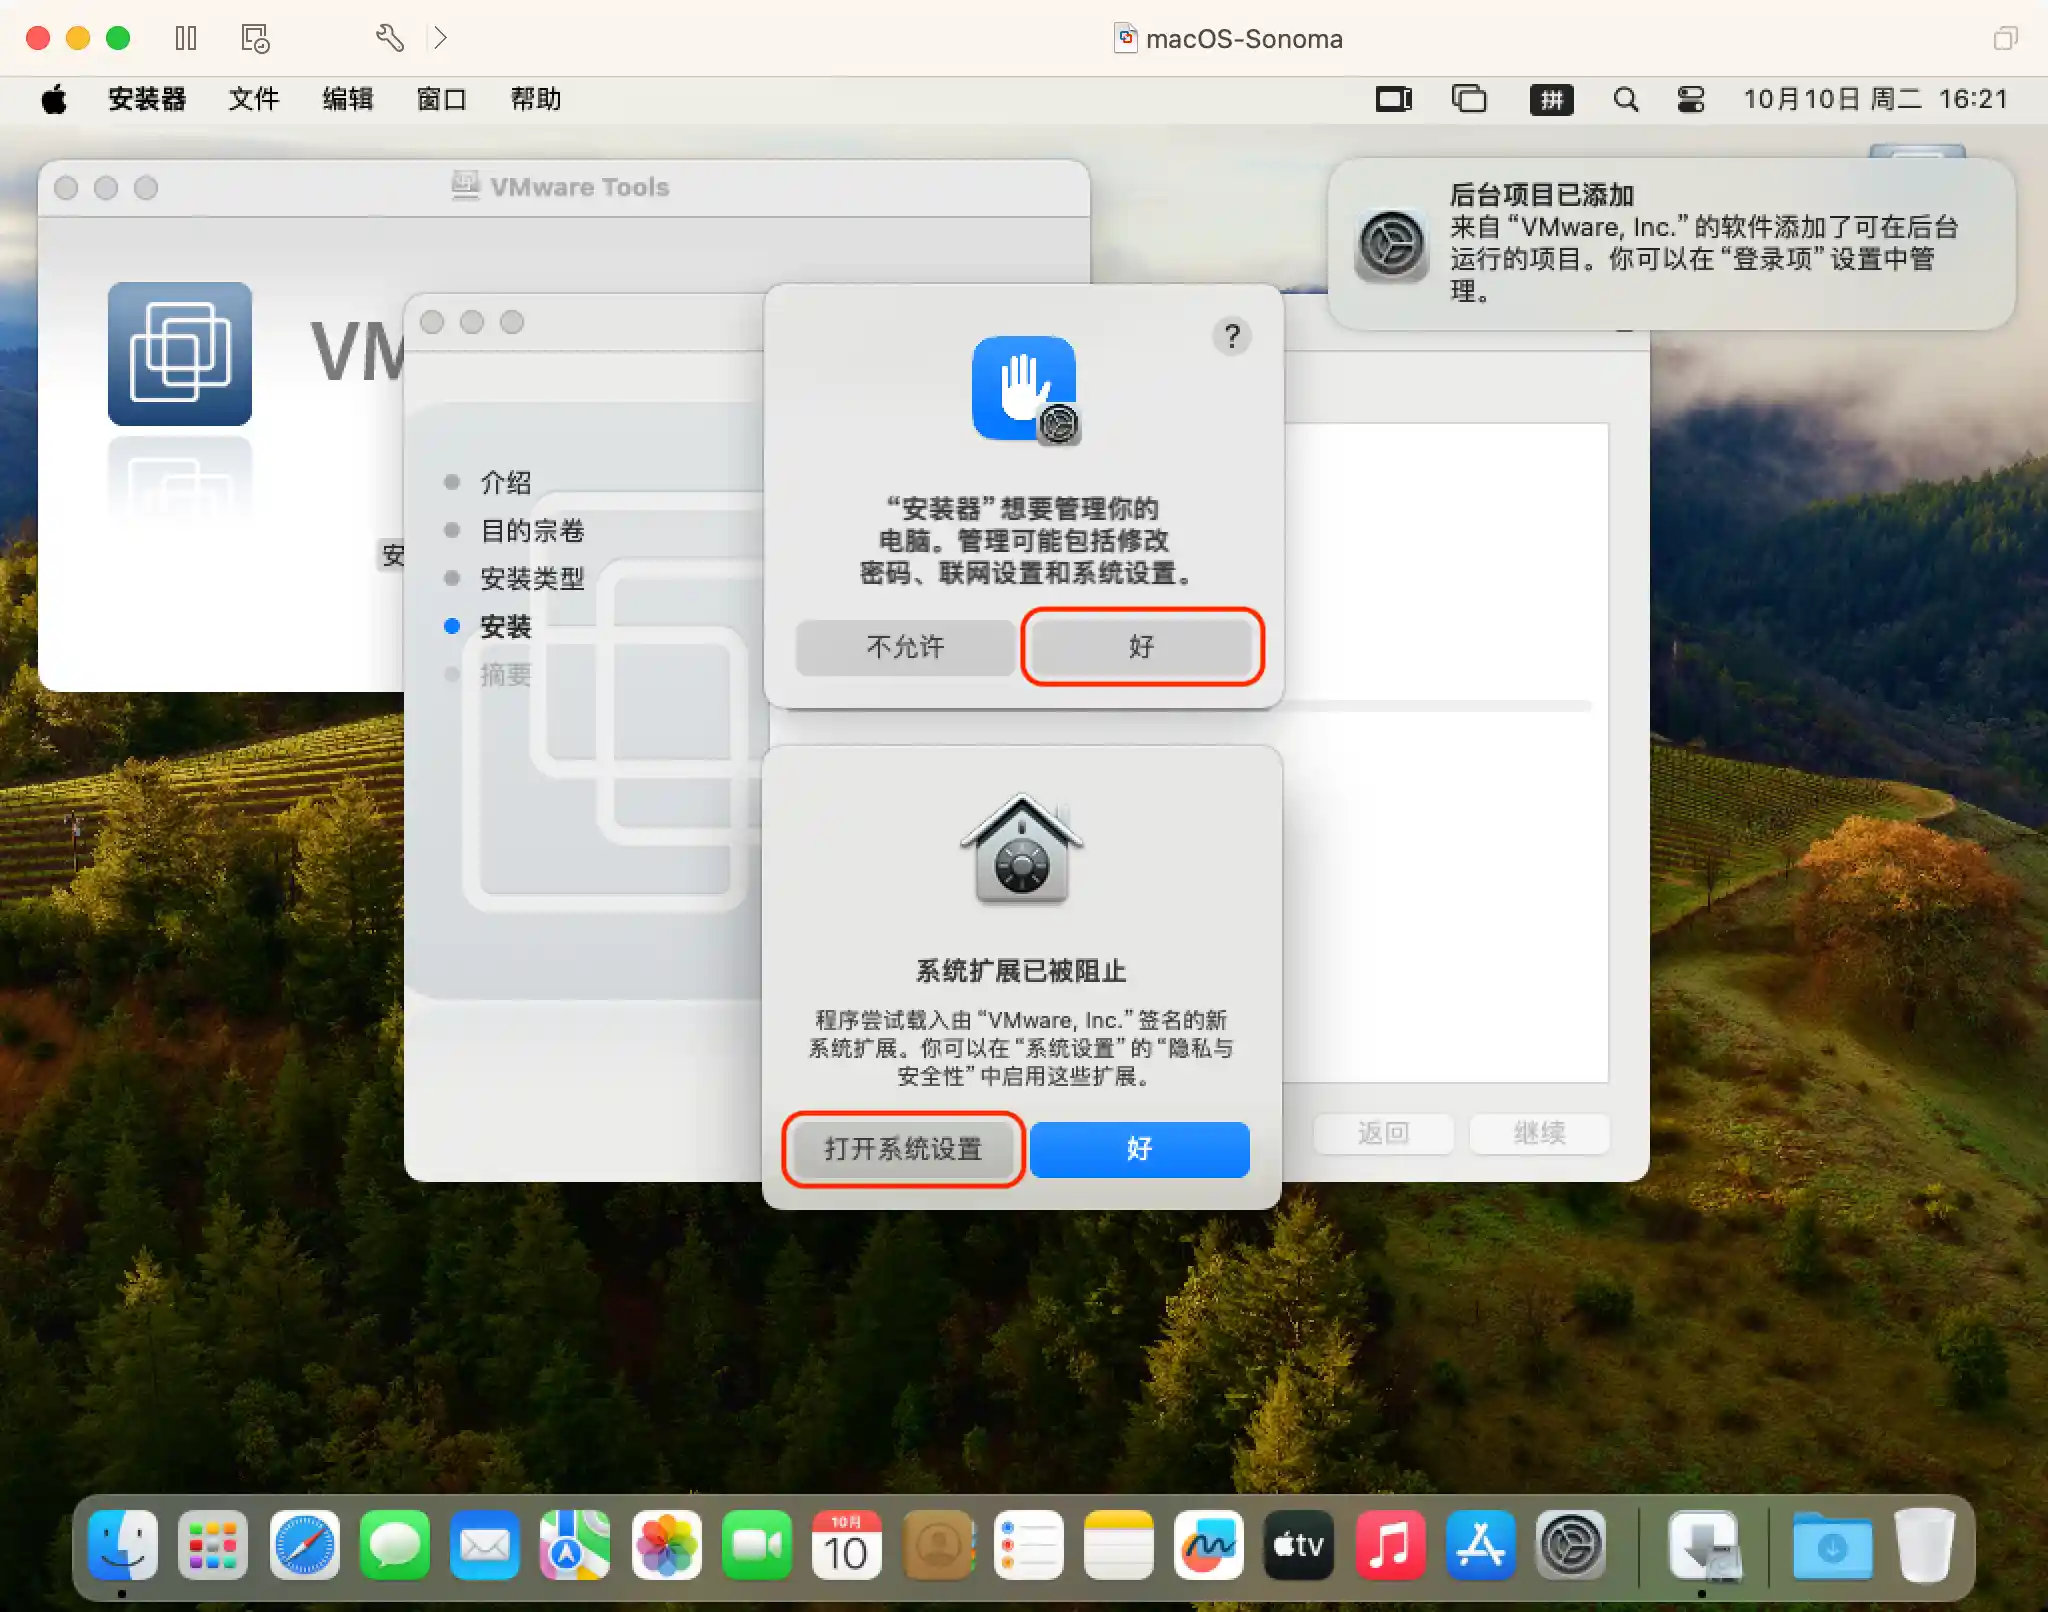 macOS-Sonoma
安装器 文件 编辑 窗口 帮助
拼
10月10日 周二 16:21
VMware Tools
后台项目已添加
来自“VMware, Inc.”的软件添加了可在后台
运行的项目。你可以在“登录项”设置中管
理。
VM
安
介绍
目的宗卷
安装类型
安装
摘要
?
“安装器”想要管理你的
电脑。管理可能包括修改
密码、联网设置和系统设置。
不允许
好
系统扩展已被阻止
程序尝试载入由“VMware, Inc.”签名的新
系统扩展。你可以在“系统设置”的“隐私与
安全性”中启用这些扩展。
打开系统设置
好
返回
继续
10月
10
tv